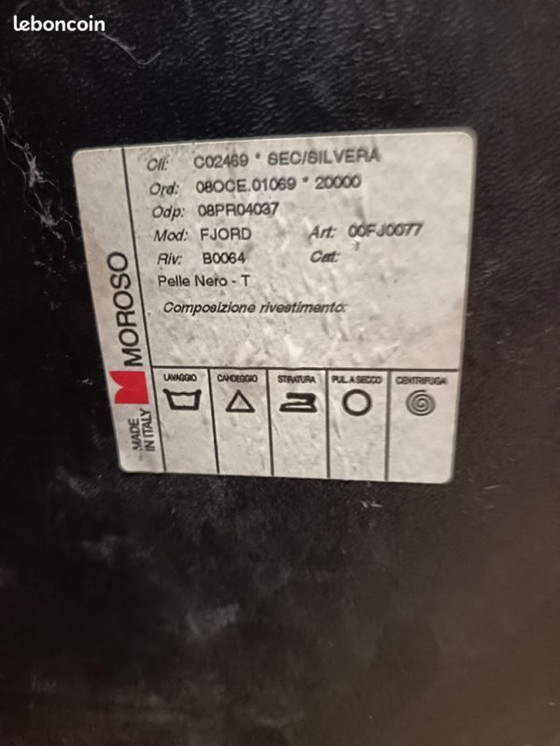 leboncoin
Cli: C02469 * SEC/SILVERA
Ord: 08OCE.01069 * 20000
Odp: 08PR04037
Mod: FJORD Art: 00FJ0077
Riv: B0064 Cat:
Pelle Nero - T
Composizione rivestimento:
MOROSO
MADE
IN ITALY
LAVAGGIO CANDEGGIO STIRATURA PUL. A SECCO CENTRIFUGA